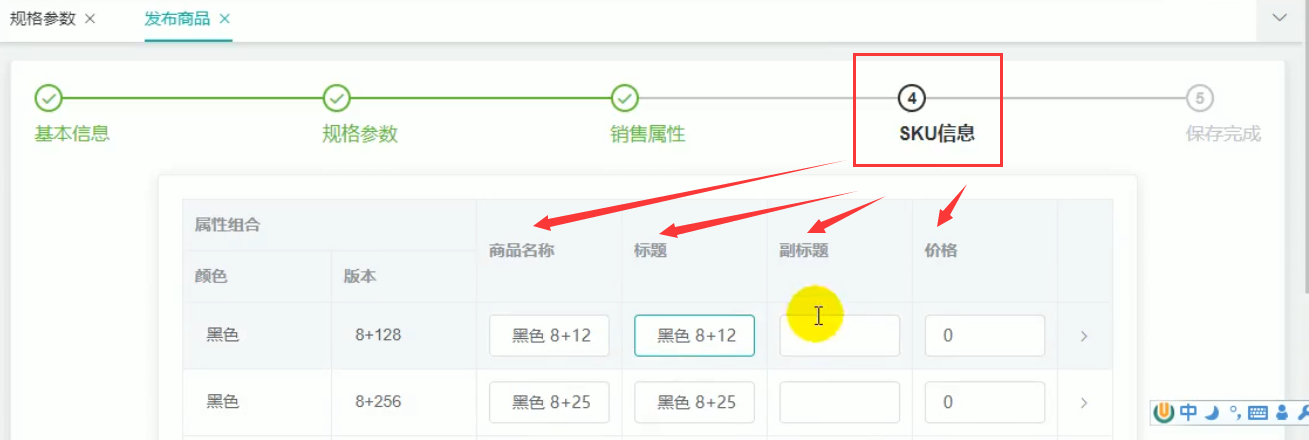 规格参数 × 发布商品 ×
4 5
基本信息 规格参数 销售属性 SKU信息 保存完成
属性组合 商品名称 标题 副标题 价格
颜色 版本
黑色 8+128 黑色 8+12 黑色 8+12 0
黑色 8+256 黑色 8+25 黑色 8+25 0
中